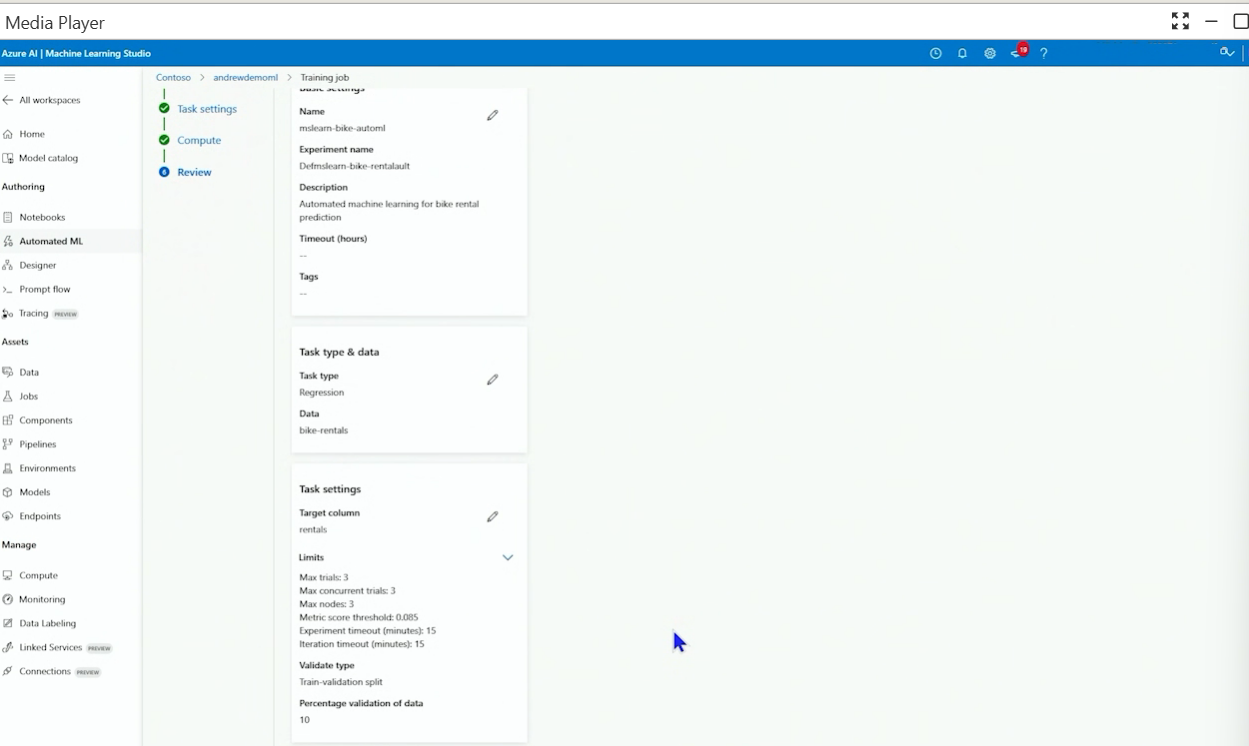 Media Player
Azure AI | Machine Learning Studio
19
?
All workspaces
Home
Model catalog
Authoring
Notebooks
Automated ML
Designer
Prompt flow
Tracing PREVIEW
Assets
Data
Jobs
Components
Pipelines
Environments
Models
Endpoints
Manage
Compute
Monitoring
Data Labeling
Linked Services PREVIEW
Connections PREVIEW
Contoso > andrewdemoml > Training job
Task settings
Compute
6 Review
Basic settings
Name
mslearn-bike-automl
Experiment name
Defmslearn-bike-rentalault
Description
Automated machine learning for bike rental
prediction
Timeout (hours)
--
Tags
--
Task type & data
Task type
Regression
Data
bike-rentals
Task settings
Target column
rentals
Limits
Max trials: 3
Max concurrent trials: 3
Max nodes: 3
Metric score threshold: 0.085
Experiment timeout (minutes): 15
Iteration timeout (minutes): 15
Validate type
Train-validation split
Percentage validation of data
10